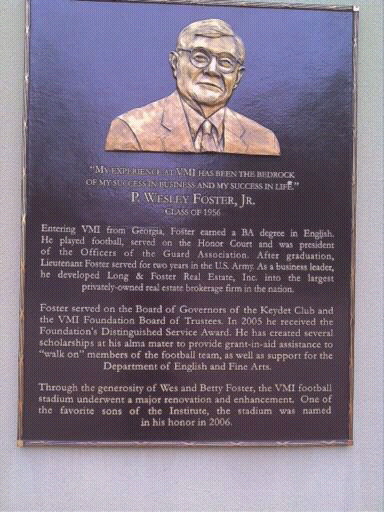 "MY EXPERIENCE AT VMI HAS BEEN THE BEDROCK
OF MY SUCCESS IN BUSINESS AND MY SUCCESS IN LIFE."
P. WESLEY FOSTER, JR.
CLASS OF 1956
Entering VMI from Georgia, Foster earned a BA degree in English.
He played football, served on the Honor Court and was president
of the Officers of the Guard Association. After graduation,
Lieutenant Foster served for two years in the U.S. Army. As a business leader,
he developed Long & Foster Real Estate, Inc. into the largest
privately-owned real estate brokerage firm in the nation.
Foster served on the Board of Governors of the Keydet Club and
the VMI Foundation Board of Trustees. In 2005 he received the
Foundation's Distinguished Service Award. He has created several
scholarships at his alma mater to provide grant-in-aid assistance to
"walk on" members of the football team, as well as support for the
Department of English and Fine Arts.
Through the generosity of Wes and Betty Foster, the VMI football
stadium underwent a major renovation and enhancement. One of
the favorite sons of the Institute, the stadium was named
in his honor in 2006.